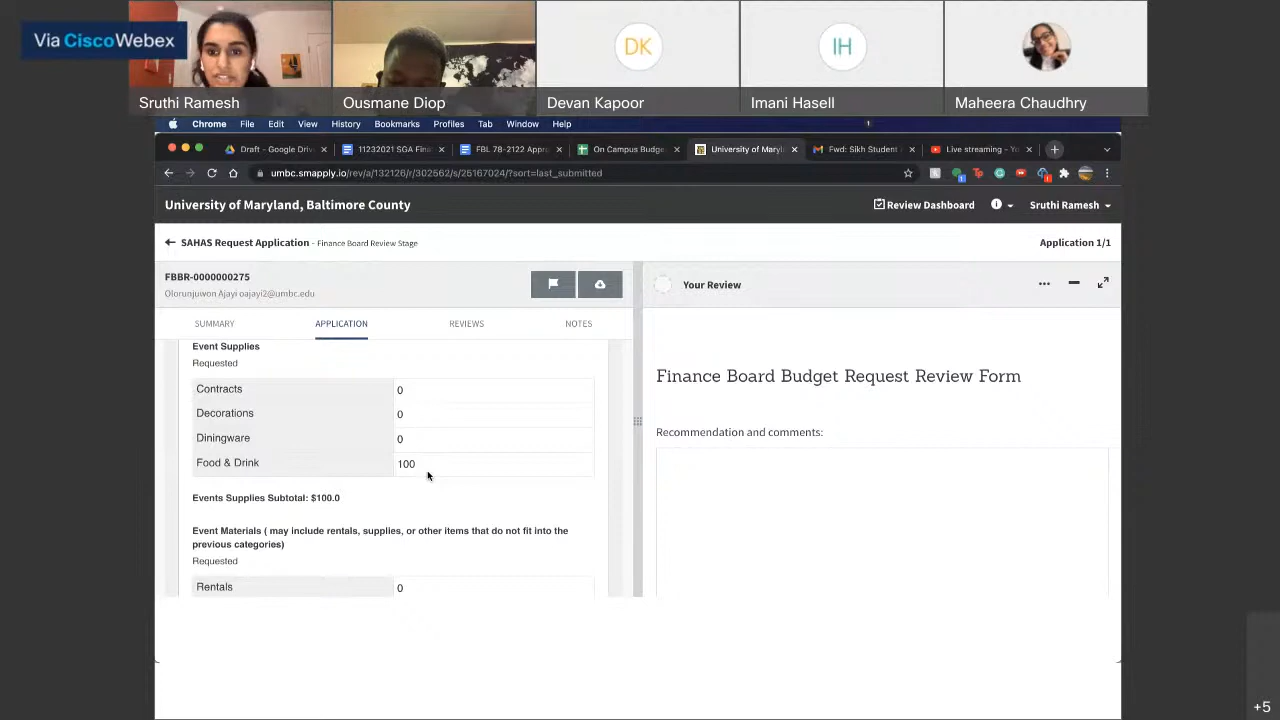 Via Cisco Webex
DK
IH
Sruthi Ramesh
Ousmane Diop
Devan Kapoor
Imani Hasell
Maheera Chaudhry
Chrome File Edit View History Bookmarks Profiles Tab Window Help
Draft - Google Driv
11232021 SGA Fina
FBL 78-2122 Appr
On Campus Budge
University of Maryl
Fwd: Sikh Student A
Live streaming - Yo
umbc.smapply.io/rev/a/132126/r/302562/s/25167024/?sort=last_submitted
University of Maryland, Baltimore County
Review Dashboard
Sruthi Ramesh
SAHAS Request Application - Finance Board Review Stage
Application 1/1
FBBR-0000000275
Olorunjuwon Ajayi oajayi2@umbc.edu
Your Review
SUMMARY APPLICATION REVIEWS NOTES
Event Supplies
Requested
Contracts 0
Decorations 0
Diningware 0
Food & Drink 100
Events Supplies Subtotal: $100.0
Event Materials ( may include rentals, supplies, or other items that do not fit into the
previous categories)
Requested
Rentals 0
Finance Board Budget Request Review Form
Recommendation and comments:
+5